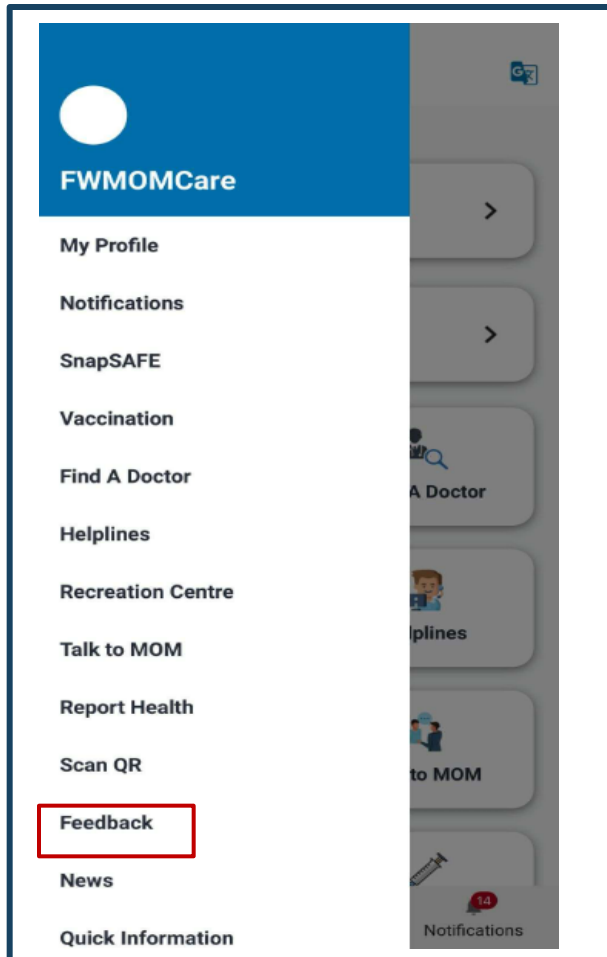 FWMOMCare
My Profile
Notifications
SnapSAFE
Vaccination
Find A Doctor
Helplines
Recreation Centre
Talk to MOM
Report Health
Scan QR
Feedback
News
Quick Information
A Doctor
lplines
to MOM
14
Notifications